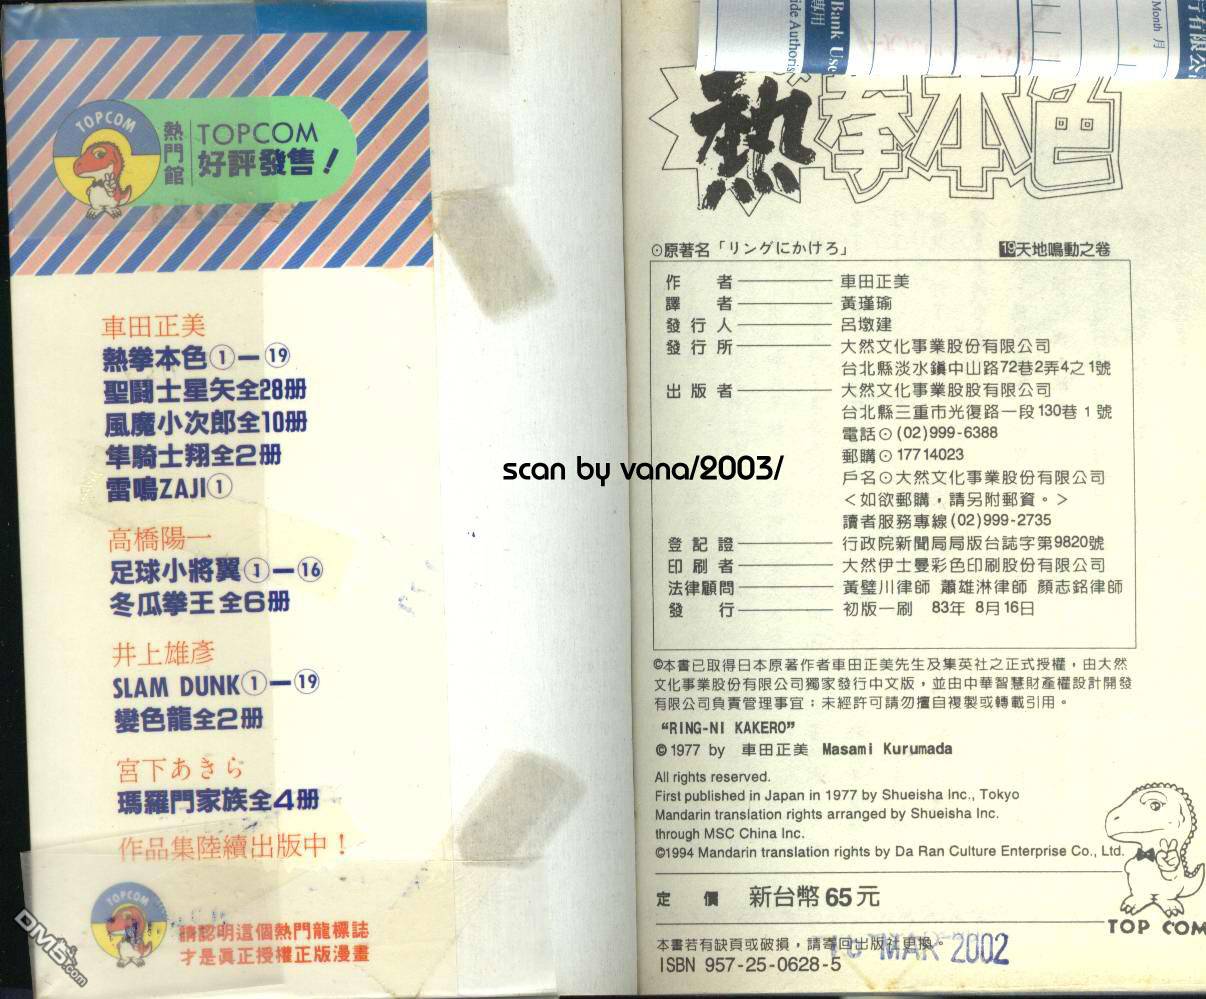 TOPCOM
熱門館
TOPCOM
好評發售！
車田正美
熱拳本色①—⑲
聖鬪士星矢全28册
風魔小次郎全10册
隼騎士翔全2册
雷鳴ZAJI①
高橋陽一
足球小將翼①—⑯
冬瓜拳王全6册
井上雄彥
SLAM DUNK①—⑲
變色龍全2册
宮下あきら
瑪羅門家族全4册
作品集陸續出版中！
TOPCOM
請認明這個熱門龍標誌
才是眞正授權正版漫畫
DM5.com
scan by vana/2003/
專用
Bank Use
Month 月
行有限公
熱拳本色
⊙原著名「リングにかけろ」
19天地鳴動之卷
作者 車田正美
譯者 黃瑾瑜
發行人 呂墩建
發行所 大然文化事業股份有限公司
台北縣淡水鎭中山路72巷2弄4之1號
出版者 大然文化事業股股有限公司
台北縣三重市光復路一段130巷1號
電話⊙(02)999-6388
郵購⊙17714023
戶名⊙大然文化事業股份有限公司
＜如欲郵購，請另附郵資。＞
讀者服務專線(02)999-2735
登記證 行政院新聞局局版台誌字第9820號
印刷者 大然伊士曼彩色印刷股份有限公司
法律顧問 黃璧川律師 蕭雄淋律師 顏志銘律師
發行 初版一刷 83年 8月16日
©本書已取得日本原著作者車田正美先生及集英社之正式授權，由大然
文化事業股份有限公司獨家發行中文版，並由中華智慧財產權設計開發
有限公司負責管理事宜；未經許可請勿擅自複製或轉載引用。
“RING-NI KAKERO”
©1977 by 車田正美 Masami Kurumada
All rights reserved.
First published in Japan in 1977 by Shueisha Inc., Tokyo
Mandarin translation rights arranged by Shueisha Inc.
through MSC China Inc.
©1994 Mandarin translation rights by Da Ran Culture Enterprise Co., Ltd.
定價 新台幣65元
TOP COM
本書若有缺頁或破損，請寄回出版社更換。
MAR 2002
ISBN 957-25-0628-5